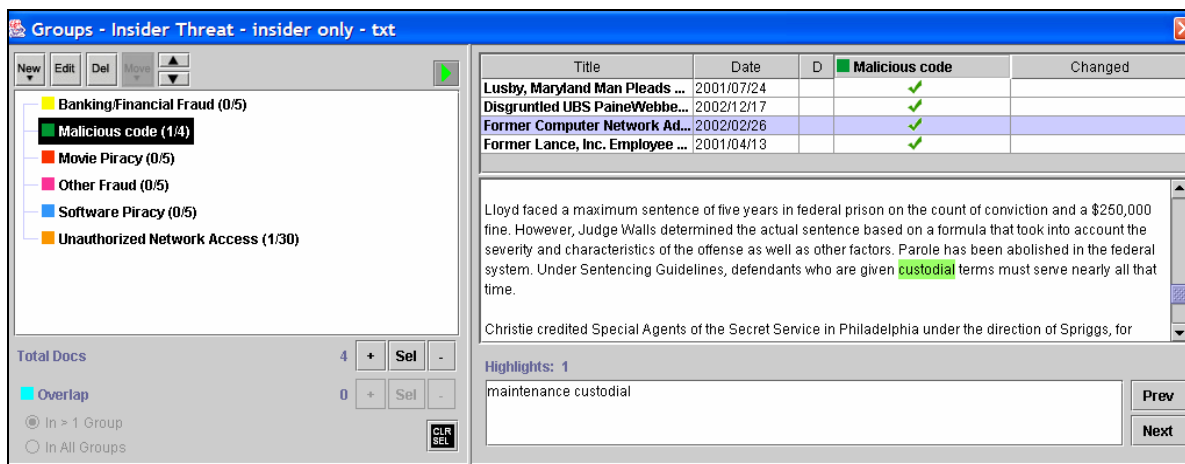 Groups - Insider Threat - insider only - txt
New Edit Del Move
Banking/Financial Fraud (0/5)
Malicious code (1/4)
Movie Piracy (0/5)
Other Fraud (0/5)
Software Piracy (0/5)
Unauthorized Network Access (1/30)
Total Docs 4 + Sel -
Overlap 0 + Sel -
In > 1 Group
In All Groups
CLR
SEL
Title Date D Malicious code Changed
Lusby, Maryland Man Pleads ... 2001/07/24
Disgruntled UBS PaineWebbe... 2002/12/17
Former Computer Network Ad... 2002/02/26
Former Lance, Inc. Employee ... 2001/04/13
Lloyd faced a maximum sentence of five years in federal prison on the count of conviction and a $250,000
fine. However, Judge Walls determined the actual sentence based on a formula that took into account the
severity and characteristics of the offense as well as other factors. Parole has been abolished in the federal
system. Under Sentencing Guidelines, defendants who are given custodial terms must serve nearly all that
time.
Christie credited Special Agents of the Secret Service in Philadelphia under the direction of Spriggs, for
Highlights: 1
maintenance custodial
Prev
Next